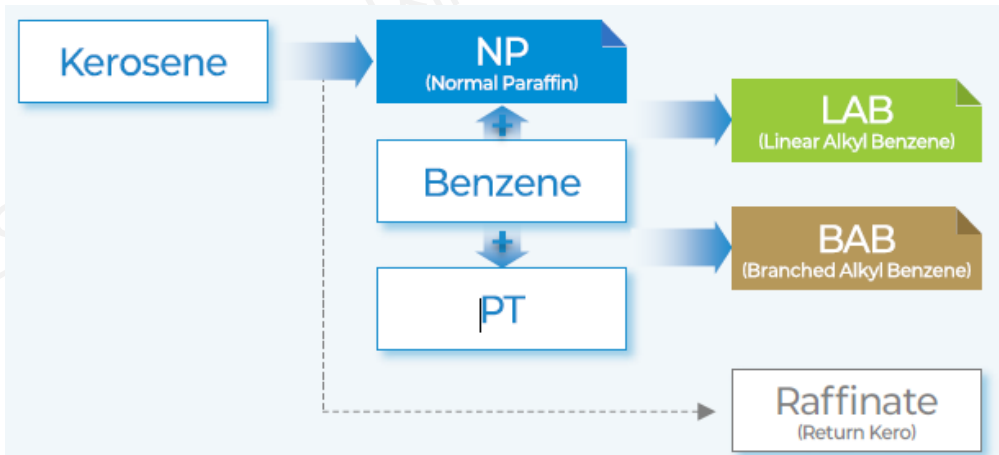 Kerosene
NP
(Normal Paraffin)
+
Benzene
+
PT
LAB
(Linear Alkyl Benzene)
BAB
(Branched Alkyl Benzene)
Raffinate
(Return Kero)